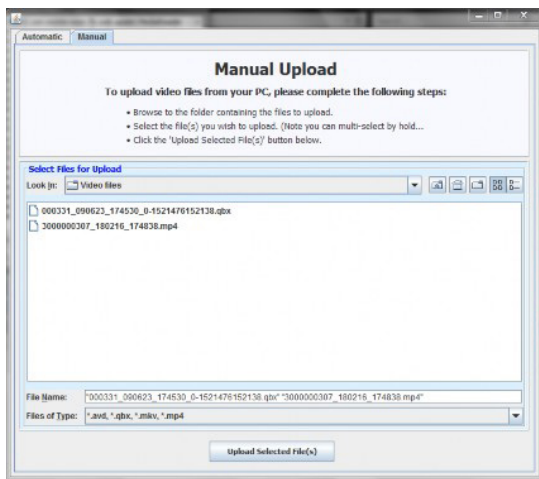 Automatic Manual
Manual Upload
To upload video files from your PC, please complete the following steps:
• Browse to the folder containing the files to upload.
• Select the file(s) you wish to upload. (Note you can multi-select by hold...
• Click the 'Upload Selected File(s)' button below.
Select Files for Upload
Look In: Video files
000331_090623_174530_0-1521476152138.qbx
3000000307_180216_174838.mp4
File Name: "000331_090623_174530_0-1521476152138.qbx" "3000000307_180216_174838.mp4"
Files of Type: *.avd, *.qbx, *.mkv, *.mp4
Upload Selected File(s)